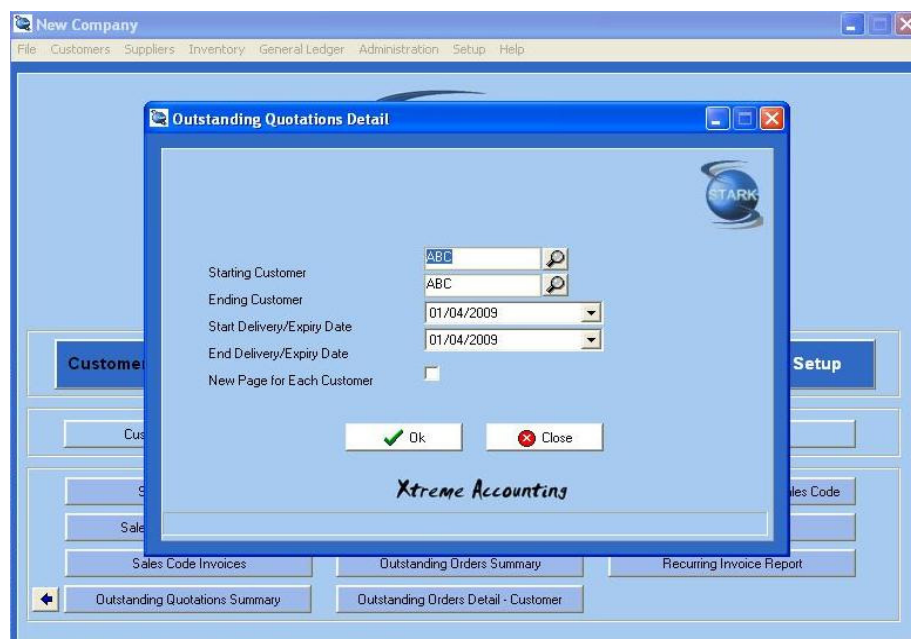 New Company
File Customers Suppliers Inventory General Ledger Administration Setup Help
Outstanding Quotations Detail
STARK
Starting Customer ABC
Ending Customer ABC
Start Delivery/Expiry Date 01/04/2009
End Delivery/Expiry Date 01/04/2009
New Page for Each Customer
Ok Close
Xtreme Accounting
Setup
Sales Code Invoices Outstanding Orders Summary Recurring Invoice Report
Outstanding Quotations Summary Outstanding Orders Detail - Customer